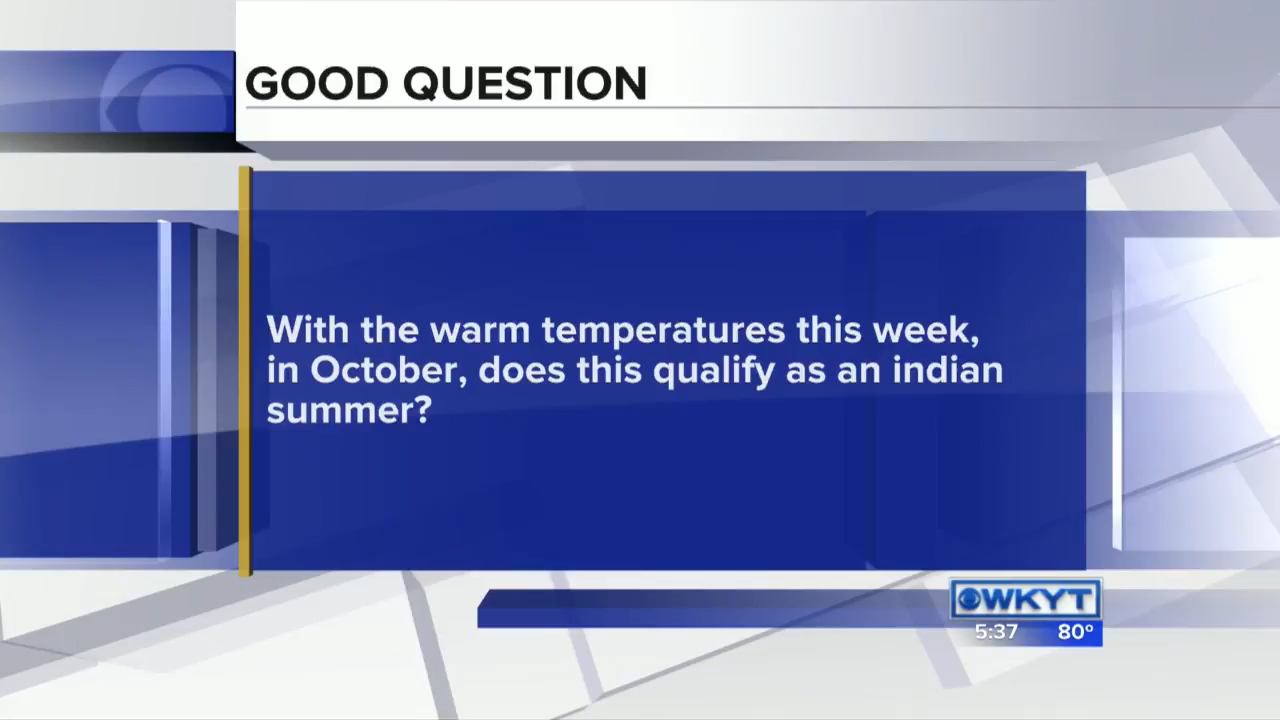 GOOD QUESTION
With the warm temperatures this week,
in October, does this qualify as an indian
summer?
WKYT
5:37 80°